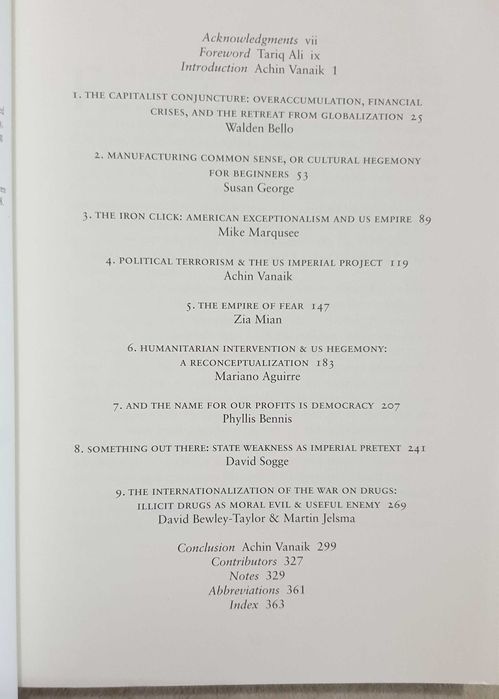 Acknowledgments vii
Foreword Tariq Ali ix
Introduction Achin Vanaik 1
1. THE CAPITALIST CONJUNCTURE: OVERACCUMULATION, FINANCIAL
CRISES, AND THE RETREAT FROM GLOBALIZATION 25
Walden Bello
2. MANUFACTURING COMMON SENSE, OR CULTURAL HEGEMONY
FOR BEGINNERS 53
Susan George
3. THE IRON CLICK: AMERICAN EXCEPTIONALISM AND US EMPIRE 89
Mike Marqusee
4. POLITICAL TERRORISM & THE US IMPERIAL PROJECT 119
Achin Vanaik
5. THE EMPIRE OF FEAR 147
Zia Mian
6. HUMANITARIAN INTERVENTION & US HEGEMONY:
A RECONCEPTUALIZATION 183
Mariano Aguirre
7. AND THE NAME FOR OUR PROFITS IS DEMOCRACY 207
Phyllis Bennis
8. SOMETHING OUT THERE: STATE WEAKNESS AS IMPERIAL PRETEXT 241
David Sogge
9. THE INTERNATIONALIZATION OF THE WAR ON DRUGS:
ILLICIT DRUGS AS MORAL EVIL & USEFUL ENEMY 269
David Bewley-Taylor & Martin Jelsma
Conclusion Achin Vanaik 299
Contributors 327
Notes 329
Abbreviations 361
Index 363